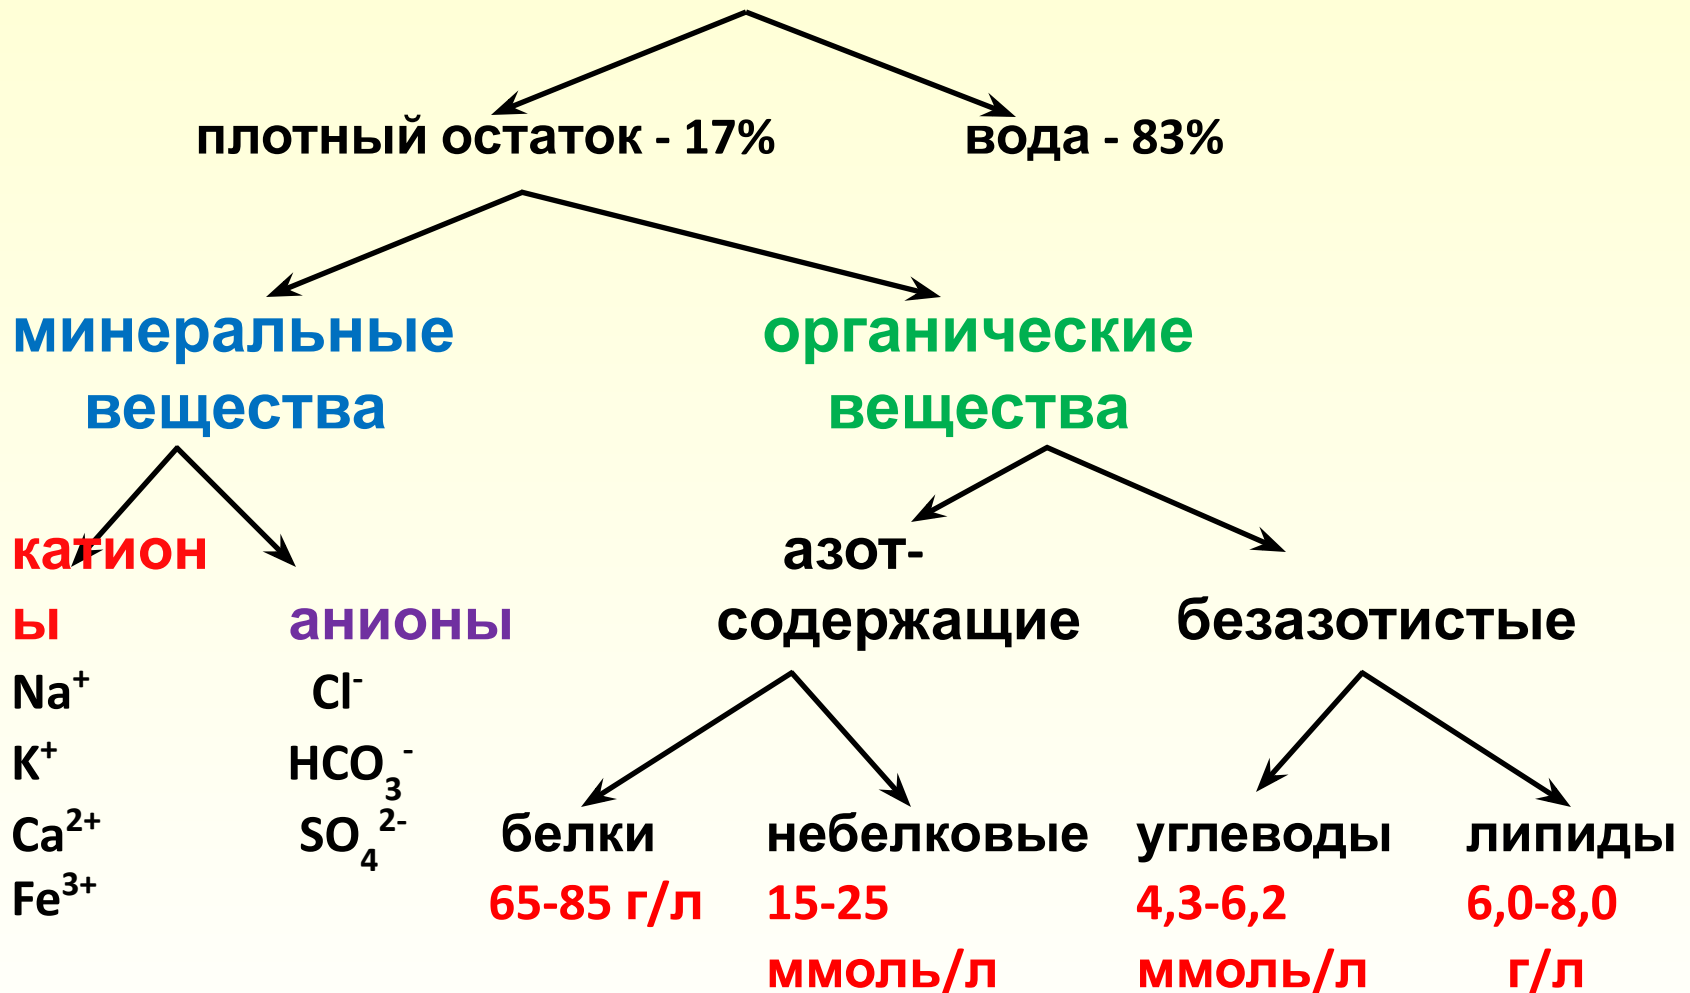 плотный остаток - 17%
вода - 83%
минеральные
вещества
органические
вещества
катион
ы
анионы
азот-
содержащие
безазотистые
Na⁺
Cl⁻
K⁺
HCO₃⁻
Ca²⁺
SO₄²⁻
Fe³⁺
белки
65-85 г/л
небелковые
15-25
ммоль/л
углеводы
4,3-6,2
ммоль/л
липиды
6,0-8,0
г/л